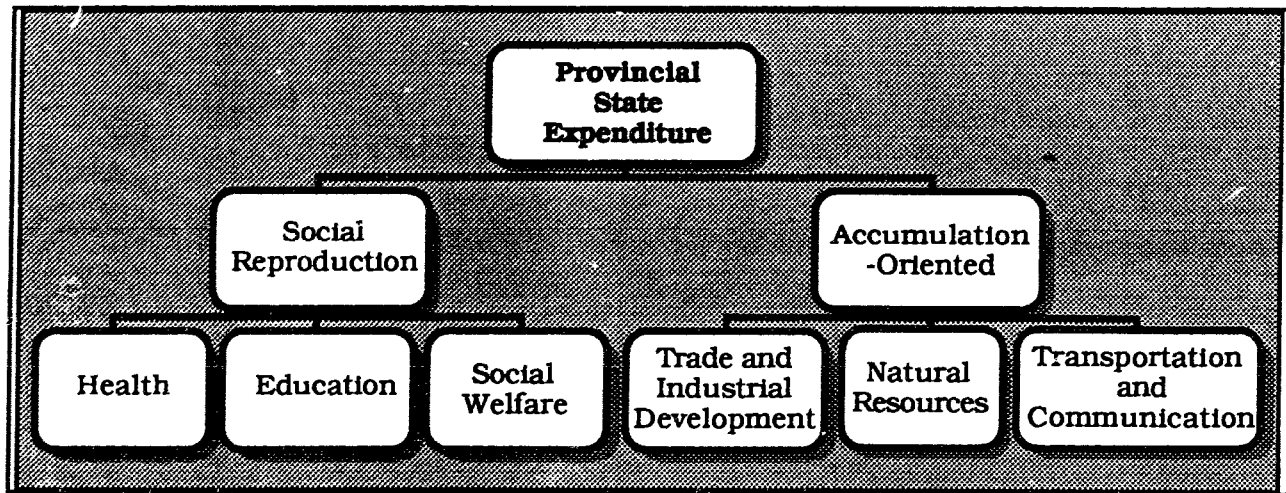 Provincial
State
Expenditure
Social
Reproduction
Accumulation
-Oriented
Health
Education
Social
Welfare
Trade and
Industrial
Development
Natural
Resources
Transportation
and
Communication